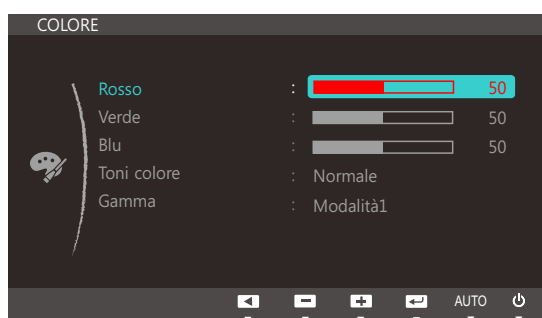 COLORE
Rosso : 50
Verde : 50
Blu : 50
Toni colore : Normale
Gamma : Modalità1
AUTO